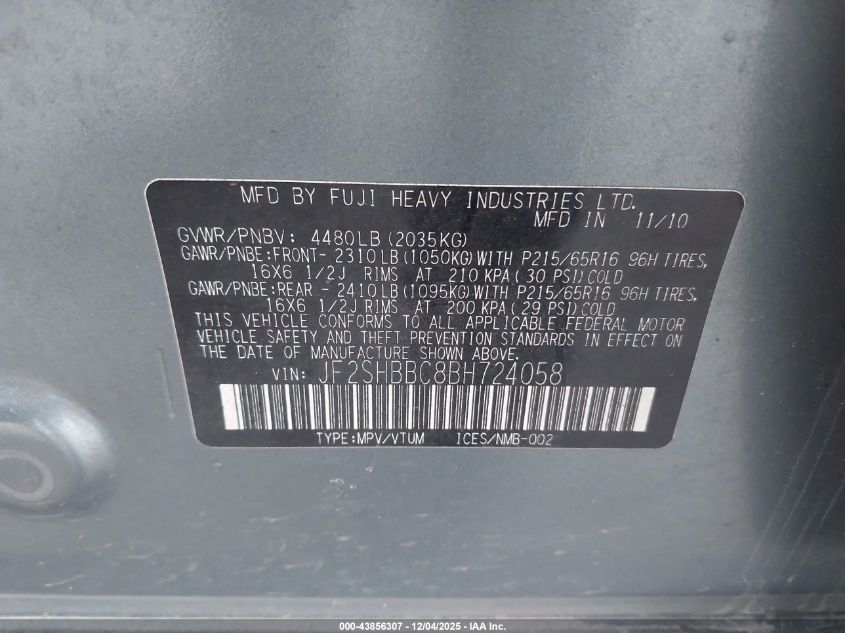 MFD BY FUJI HEAVY INDUSTRIES LTD.
MFD IN 11/10
GVWR/PNBV: 4480LB (2035KG)
GAWR/PNBE:FRONT- 2310LB (1050KG) WITH P215/65R16 96H TIRES,
16X6 1/2J RIMS AT 210 KPA( 30 PSI) COLD
GAWR/PNBE:REAR - 2410LB (1095KG) WITH P215/65R16 96H TIRES,
16X6 1/2J RIMS AT 200 KPA( 29 PSI) COLD
THIS VEHICLE CONFORMS TO ALL APPLICABLE FEDERAL MOTOR
VEHICLE SAFETY AND THEFT PREVENTION STANDARDS IN EFFECT ON
THE DATE OF MANUFACTURE SHOWN ABOVE.
VIN: JF2SHBBC8BH724058
TYPE:MPV/VTUM ICES/NMB-002
000-43856307 - 12/04/2025 - IAA Inc.